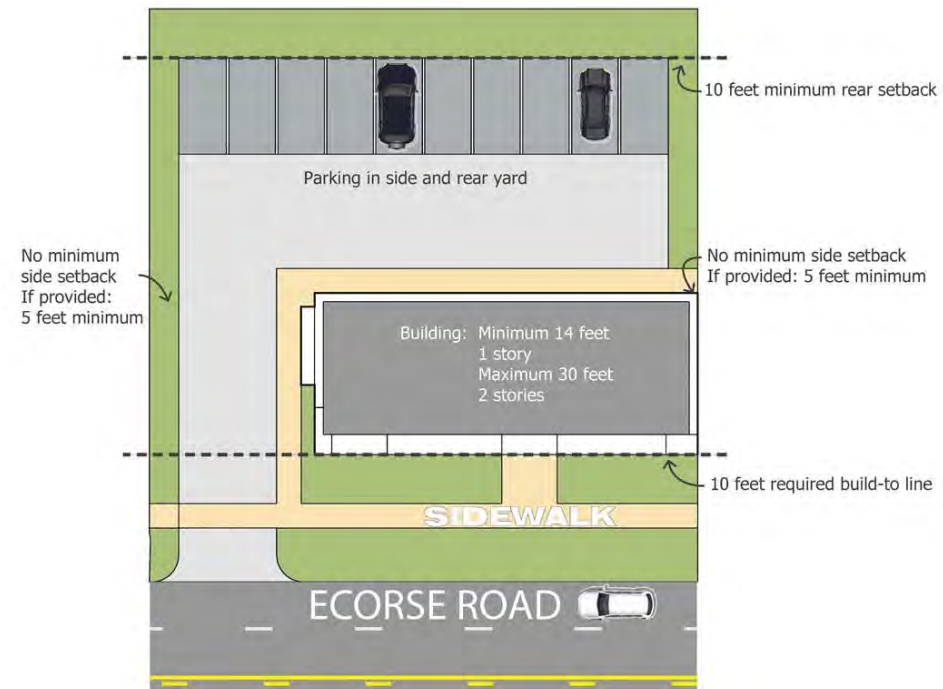 10 feet minimum rear setback
Parking in side and rear yard
No minimum
side setback
If provided:
5 feet minimum
No minimum side setback
If provided: 5 feet minimum
Building: Minimum 14 feet
1 story
Maximum 30 feet
2 stories
10 feet required build-to line
SIDEWALK
ECORSE ROAD